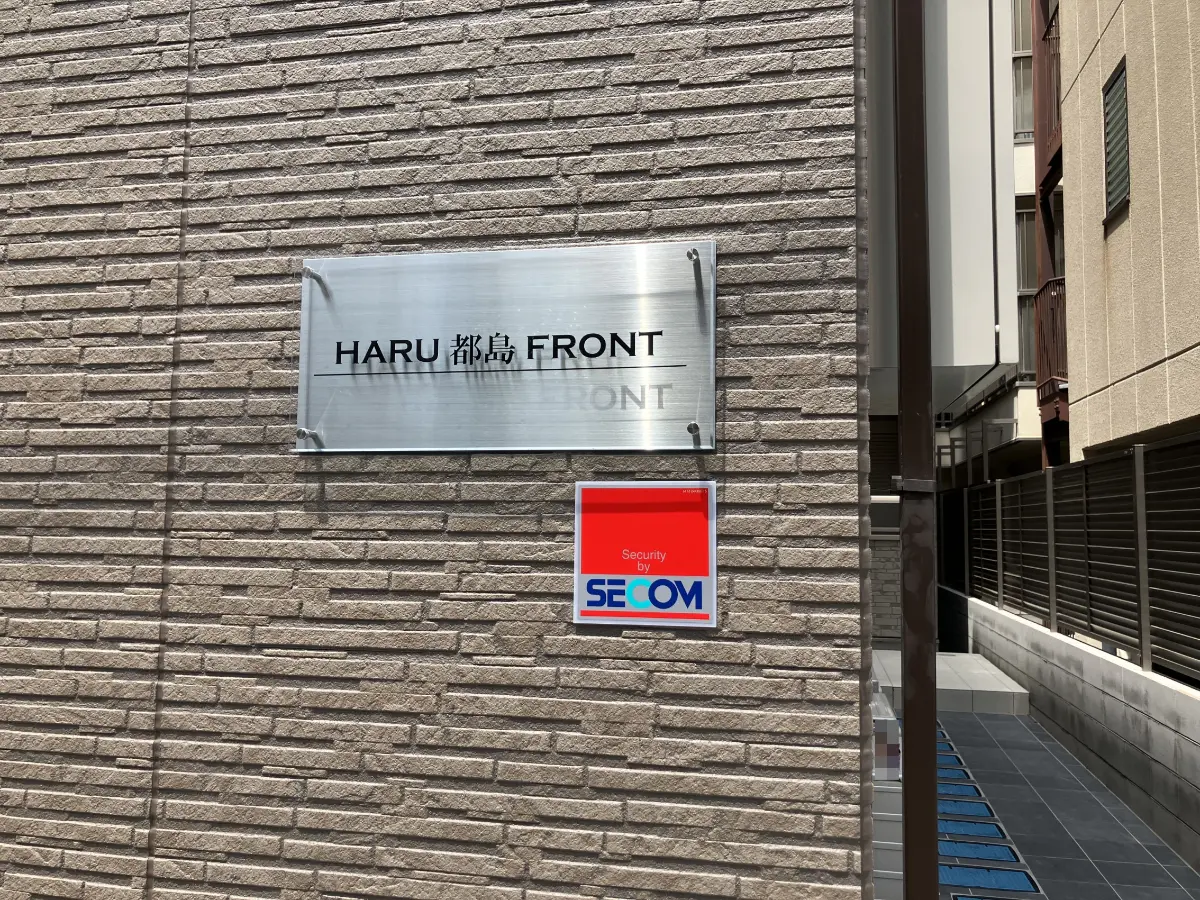 HARU 都島 FRONT
Security
by
SECOM